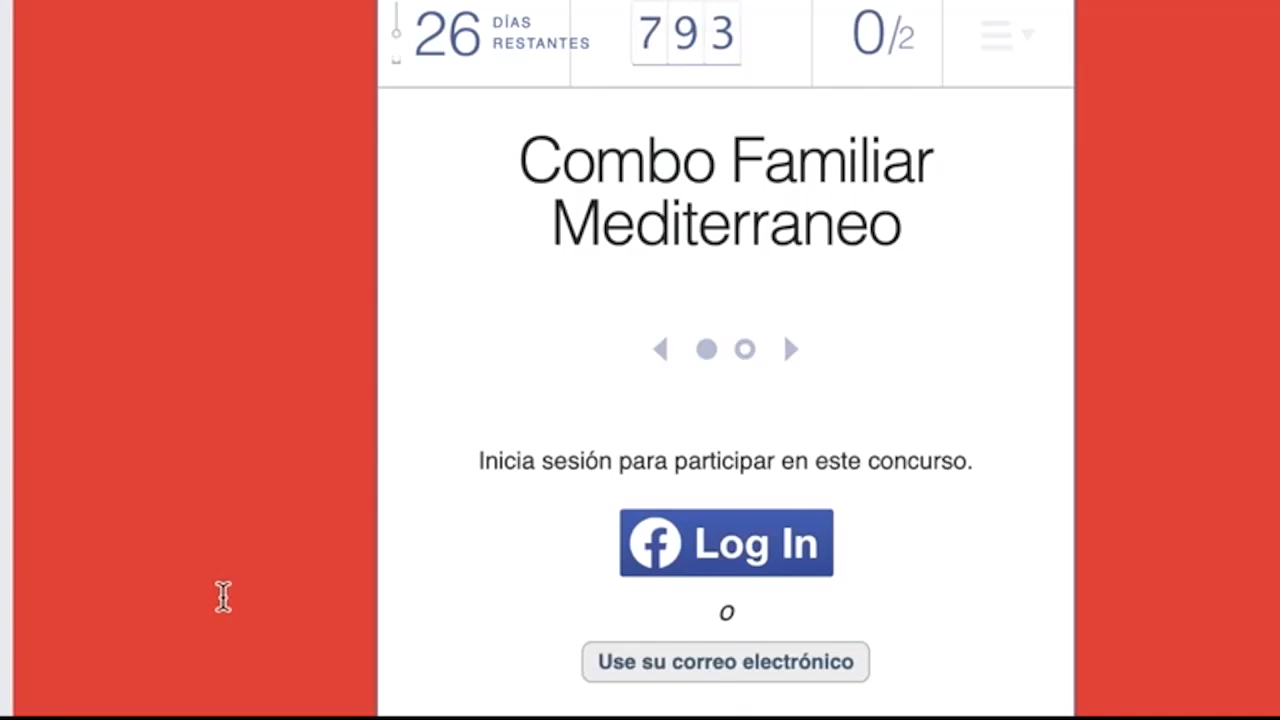 26 DÍAS RESTANTES
793
0/2
Combo Familiar
Mediterraneo
Inicia sesión para participar en este concurso.
Log In
o
Use su correo electrónico